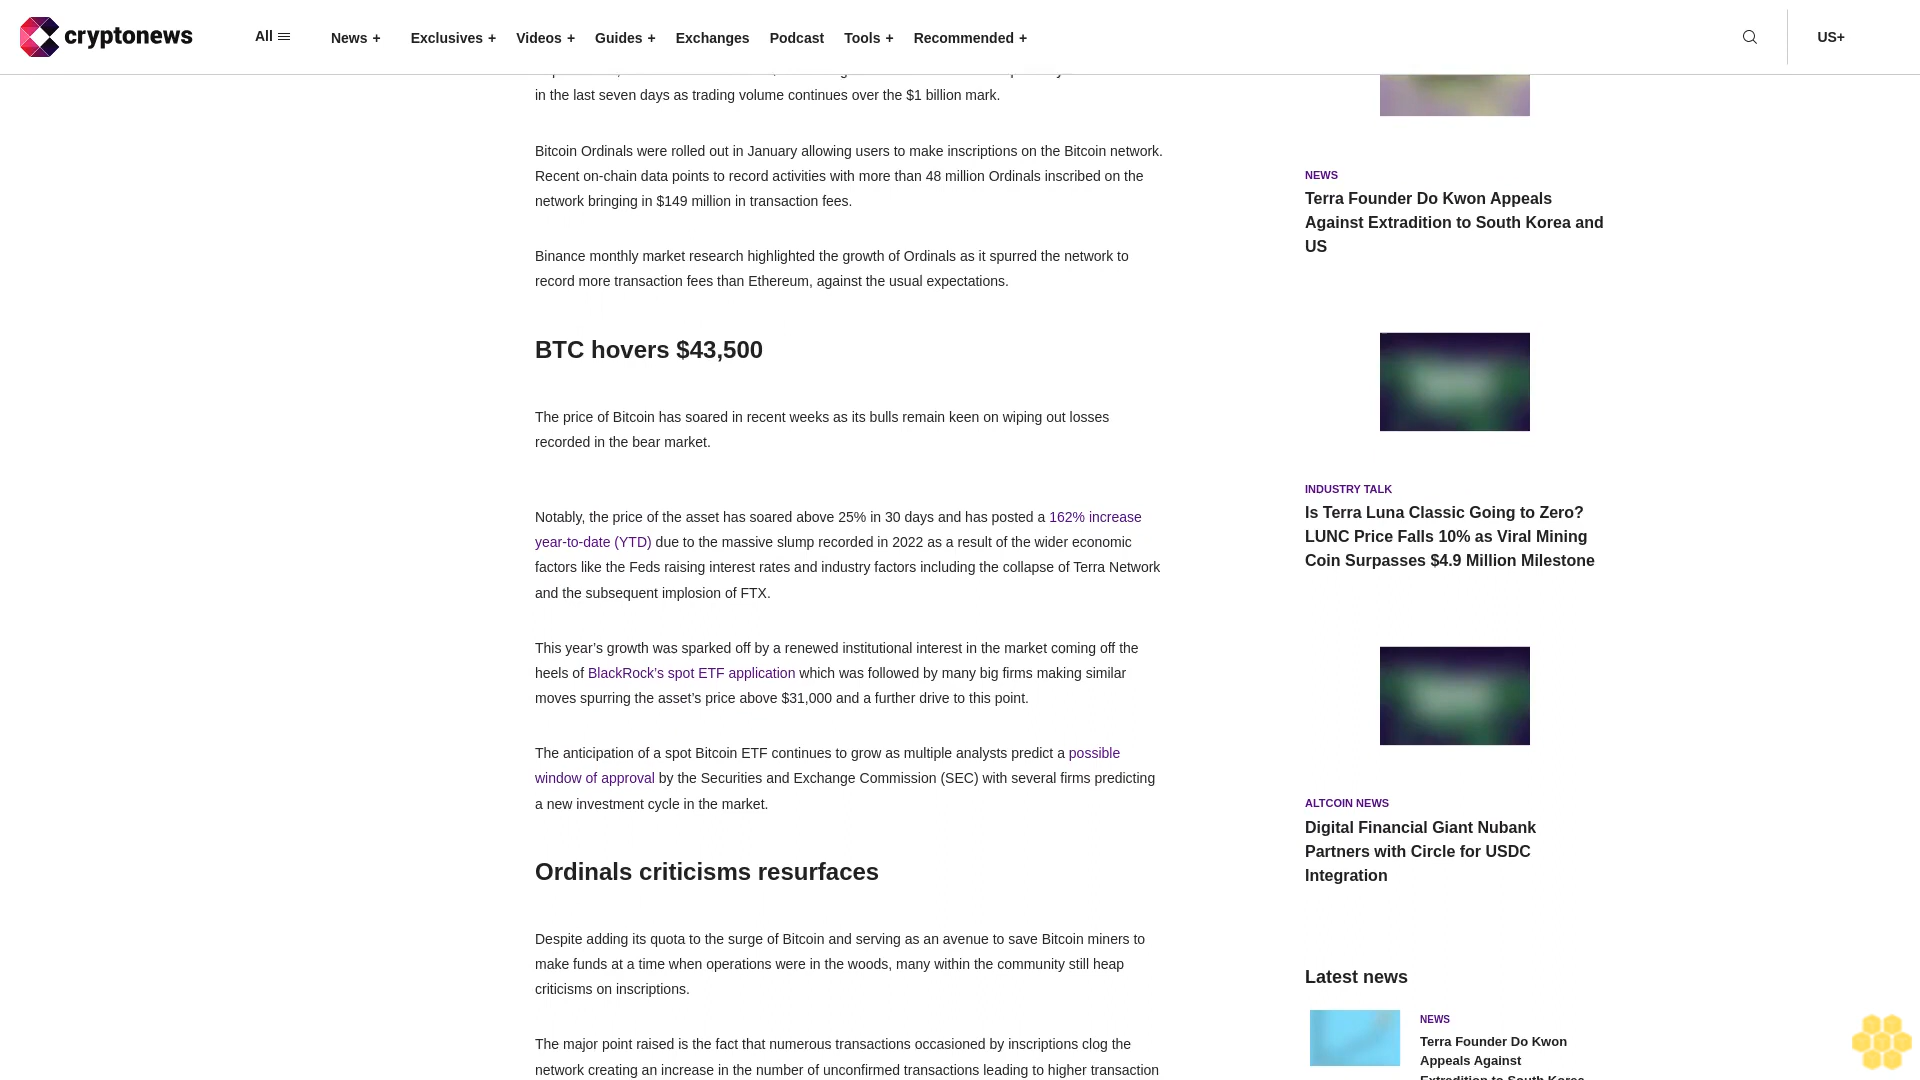 cryptonews
All
News +
Exclusives +
Videos +
Guides +
Exchanges
Podcast
Tools +
Recommended +
US+
in the last seven days as trading volume continues over the $1 billion mark.
Bitcoin Ordinals were rolled out in January allowing users to make inscriptions on the Bitcoin network.
Recent on-chain data points to record activities with more than 48 million Ordinals inscribed on the
network bringing in $149 million in transaction fees.
Binance monthly market research highlighted the growth of Ordinals as it spurred the network to
record more transaction fees than Ethereum, against the usual expectations.
BTC hovers $43,500
The price of Bitcoin has soared in recent weeks as its bulls remain keen on wiping out losses
recorded in the bear market.
Notably, the price of the asset has soared above 25% in 30 days and has posted a 162% increase
year-to-date (YTD) due to the massive slump recorded in 2022 as a result of the wider economic
factors like the Feds raising interest rates and industry factors including the collapse of Terra Network
and the subsequent implosion of FTX.
This year’s growth was sparked off by a renewed institutional interest in the market coming off the
heels of BlackRock’s spot ETF application which was followed by many big firms making similar
moves spurring the asset’s price above $31,000 and a further drive to this point.
The anticipation of a spot Bitcoin ETF continues to grow as multiple analysts predict a possible
window of approval by the Securities and Exchange Commission (SEC) with several firms predicting
a new investment cycle in the market.
Ordinals criticisms resurfaces
Despite adding its quota to the surge of Bitcoin and serving as an avenue to save Bitcoin miners to
make funds at a time when operations were in the woods, many within the community still heap
criticisms on inscriptions.
The major point raised is the fact that numerous transactions occasioned by inscriptions clog the
network creating an increase in the number of unconfirmed transactions leading to higher transaction
NEWS
Terra Founder Do Kwon Appeals
Against Extradition to South Korea and
US
INDUSTRY TALK
Is Terra Luna Classic Going to Zero?
LUNC Price Falls 10% as Viral Mining
Coin Surpasses $4.9 Million Milestone
ALTCOIN NEWS
Digital Financial Giant Nubank
Partners with Circle for USDC
Integration
Latest news
NEWS
Terra Founder Do Kwon
Appeals Against
Extradition to South Korea